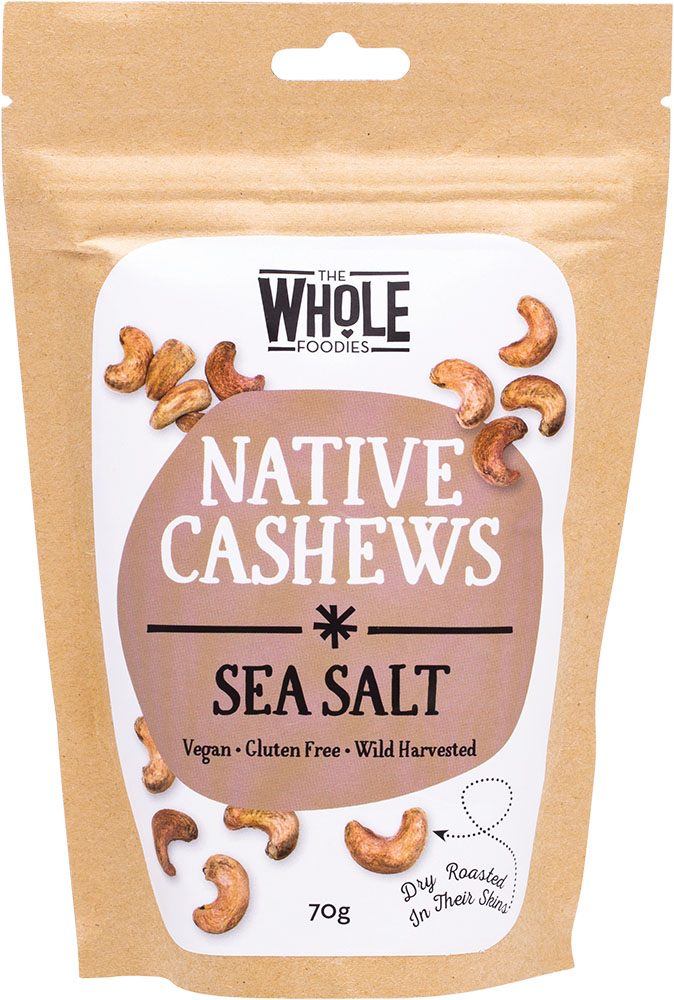 THE
WHOLE
FOODIES
NATIVE
CASHEWS
SEA SALT
Vegan • Gluten Free • Wild Harvested
Dry Roasted
In Their Skins
70g